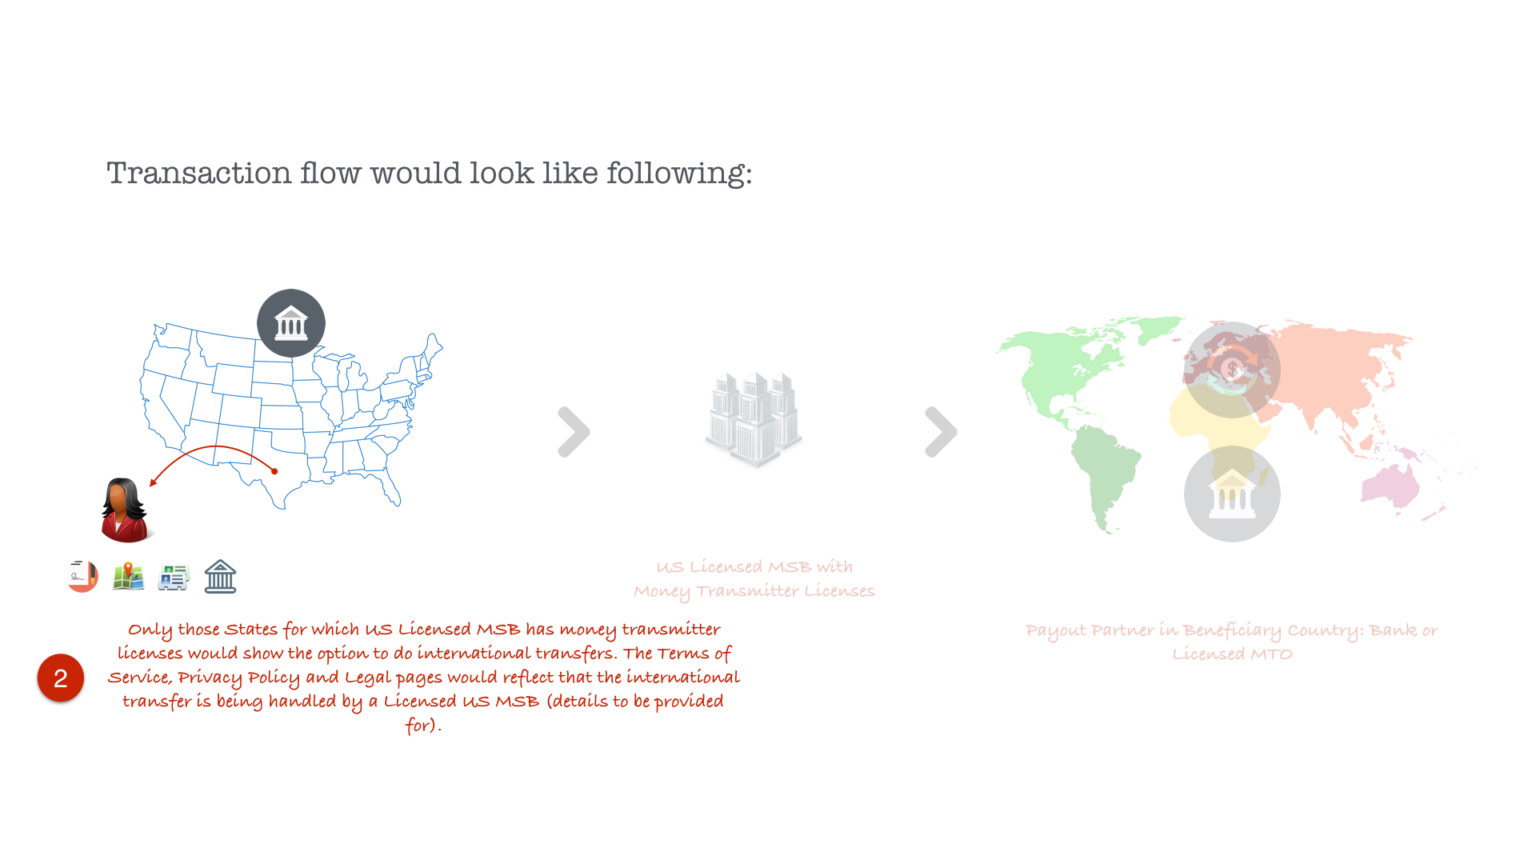 Transaction flow would look like following:
US Licensed MSB with
Money Transmitter Licenses
Only those States for which US Licensed MSB has money transmitter
licenses would show the option to do international transfers. The Terms of
Service, Privacy Policy and Legal pages would reflect that the international
transfer is being handled by a Licensed US MSB (details to be provided
for).
2
Payout Partner in Beneficiary Country: Bank or
Licensed MTO
$